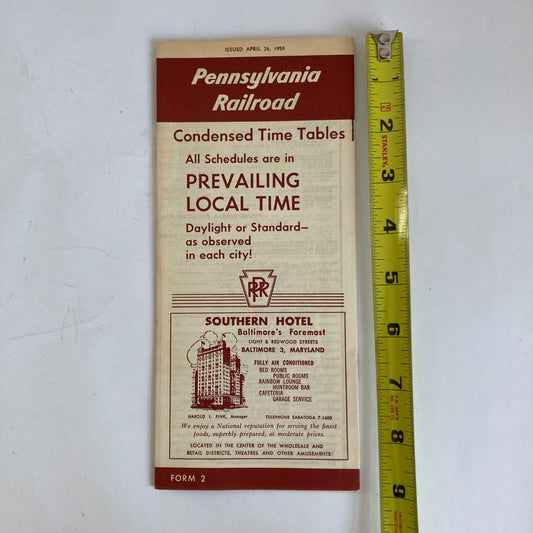 ISSUED APRIL 26, 1959
Pennsylvania
Railroad
Condensed Time Tables
All Schedules are in
PREVAILING
LOCAL TIME
Daylight or Standard—
as observed
in each city!
PRR
SOUTHERN HOTEL
Baltimore's Foremost
LIGHT & REDWOOD STREETS
BALTIMORE 3, MARYLAND
FULLY AIR CONDITIONED
BED ROOMS
PUBLIC ROOMS
RAINBOW LOUNGE
HUNTROOM BAR
CAFETERIA
GARAGE SERVICE
HAROLD I. FINK, Manager
TELEPHONE SARATOGA 7-1600
We enjoy a National reputation for serving the finest
foods, superbly prepared, at moderate prices.
LOCATED IN THE CENTER OF THE WHOLESALE AND
RETAIL DISTRICTS, THEATRES AND OTHER AMUSEMENTS
FORM 2
2
STANLEY
3
4
5
6
7
8
9